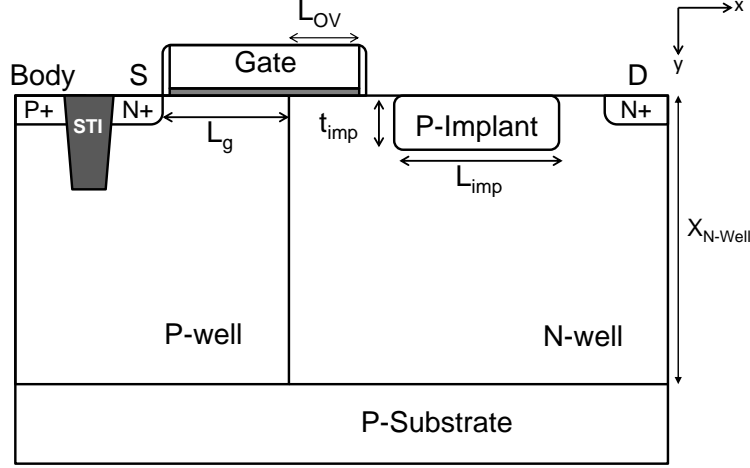 L_OV
x
y
Gate
Body S D
P+ STI N+ N+
L_g
t_imp
P-Implant
L_imp
X_N-Well
P-well
N-well
P-Substrate